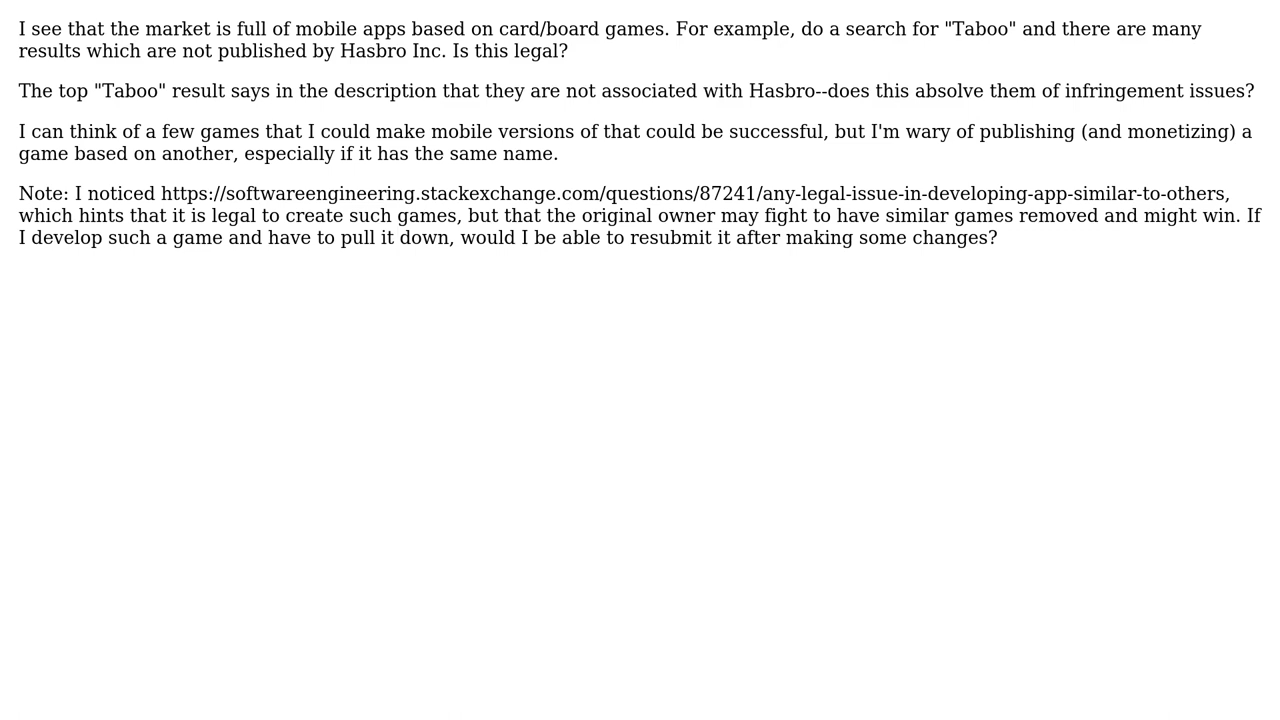 I see that the market is full of mobile apps based on card/board games. For example, do a search for "Taboo" and there are many
results which are not published by Hasbro Inc. Is this legal?
The top "Taboo" result says in the description that they are not associated with Hasbro--does this absolve them of infringement issues?
I can think of a few games that I could make mobile versions of that could be successful, but I'm wary of publishing (and monetizing) a
game based on another, especially if it has the same name.
Note: I noticed https://softwareengineering.stackexchange.com/questions/87241/any-legal-issue-in-developing-app-similar-to-others,
which hints that it is legal to create such games, but that the original owner may fight to have similar games removed and might win. If
I develop such a game and have to pull it down, would I be able to resubmit it after making some changes?